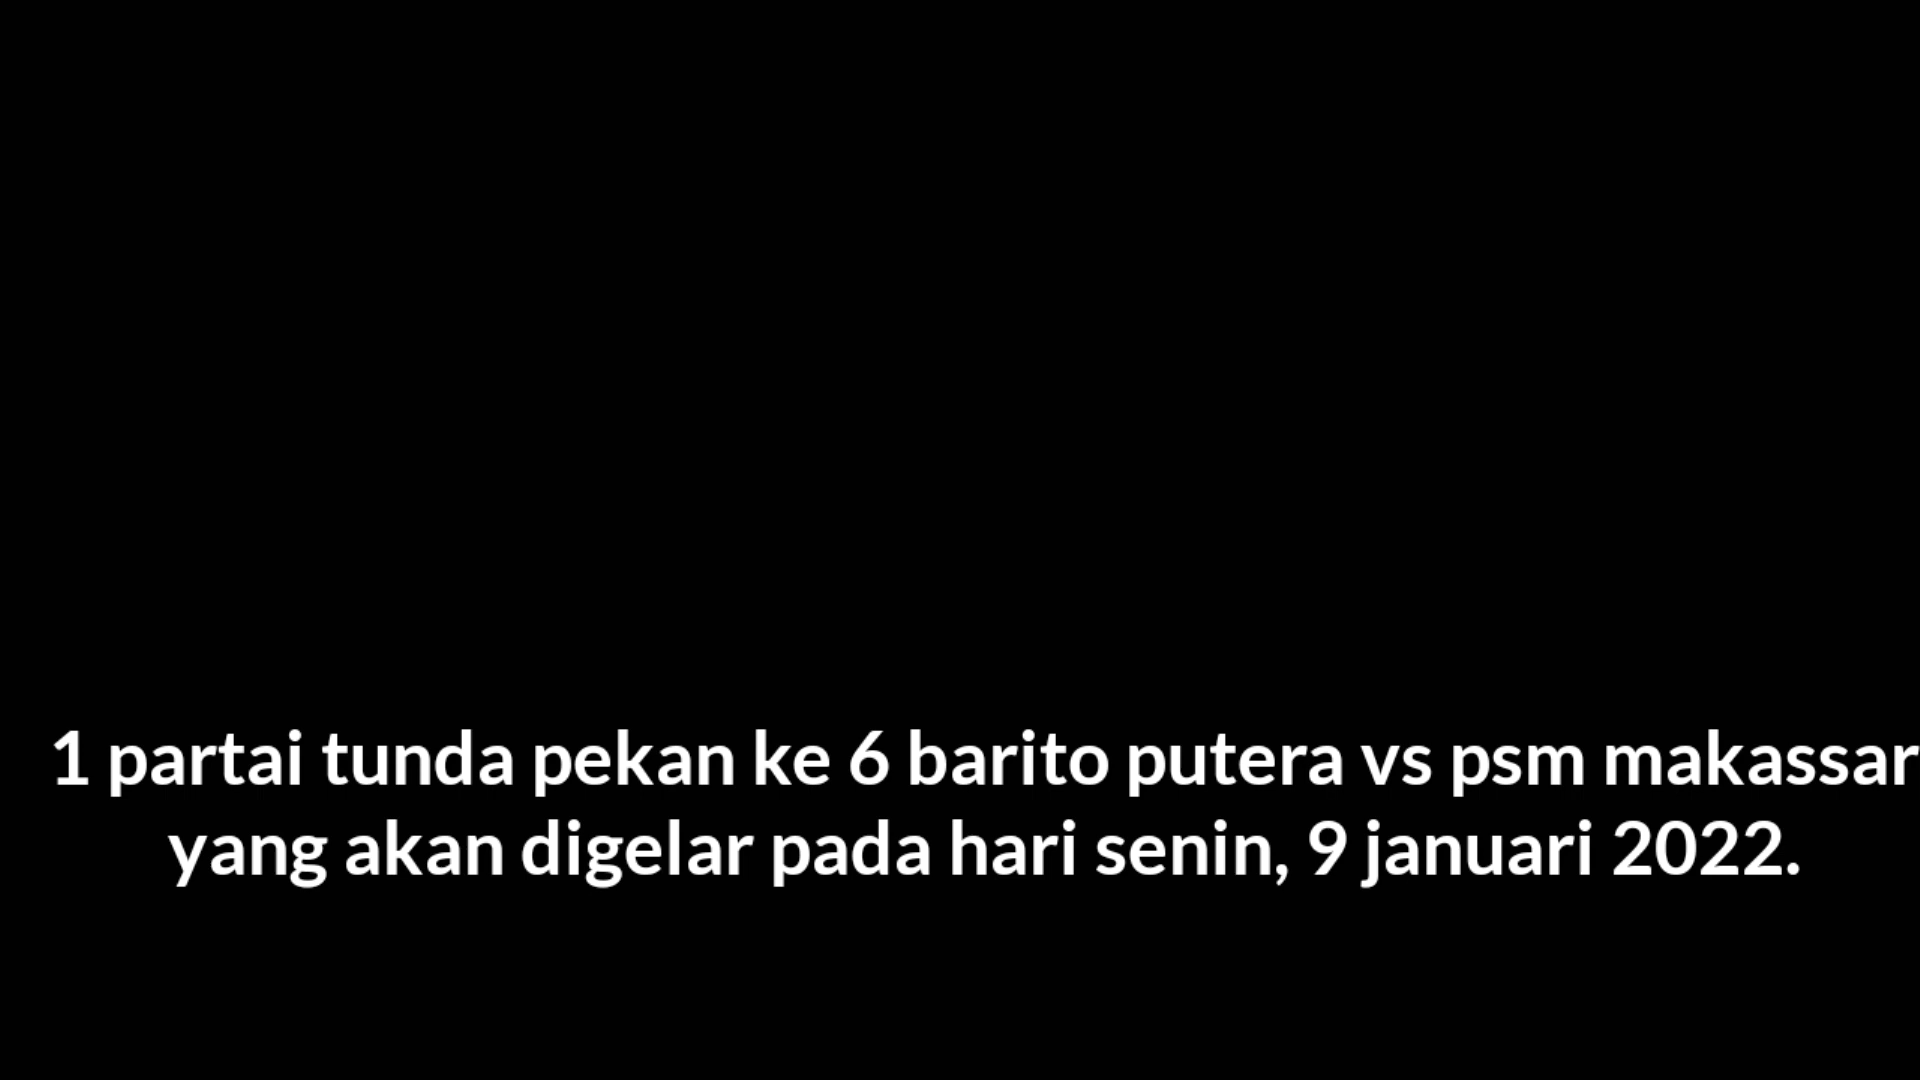 1 partai tunda pekan ke 6 barito putera vs psm makassar
yang akan digelar pada hari senin, 9 januari 2022.